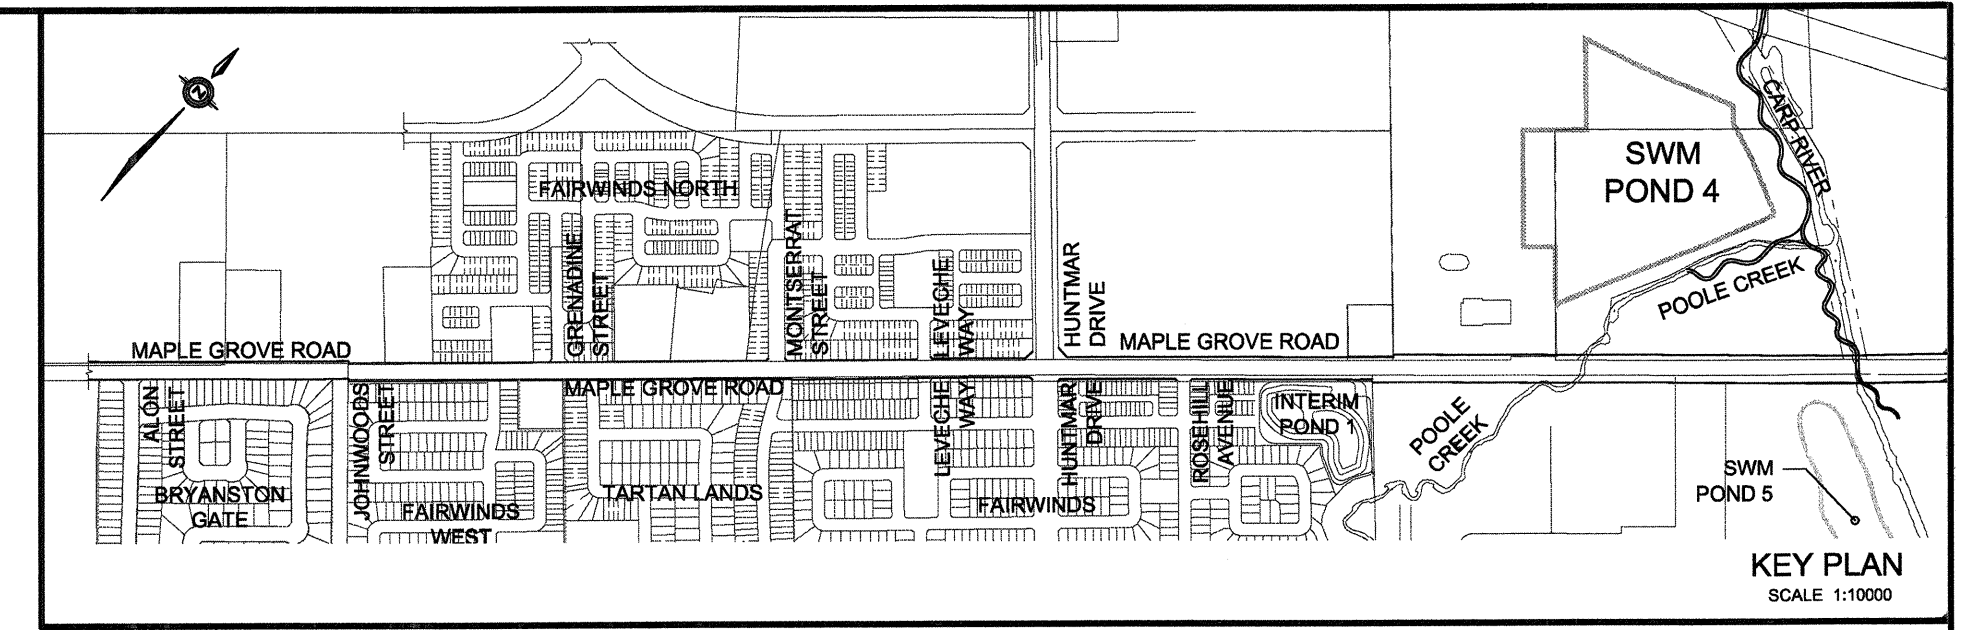 N
CARP RIVER
SWM
POND 4
FAIRWINDS NORTH
GRENADINE
STREET
MONTSERRAT
STREET
LEVECHE
WAY
HUNTMAR
DRIVE
POOLE CREEK
MAPLE GROVE ROAD
MAPLE GROVE ROAD
MAPLE GROVE ROAD
ALON
STREET
JOHNWOODS
STREET
LEVECHE
WAY
HUNTMAR
DRIVE
ROSEHILL
AVENUE
INTERIM
POND 1
POOLE
CREEK
BRYANSTON
GATE
FAIRWINDS
WEST
TARTAN LANDS
FAIRWINDS
SWM
POND 5
KEY PLAN
SCALE 1:10000